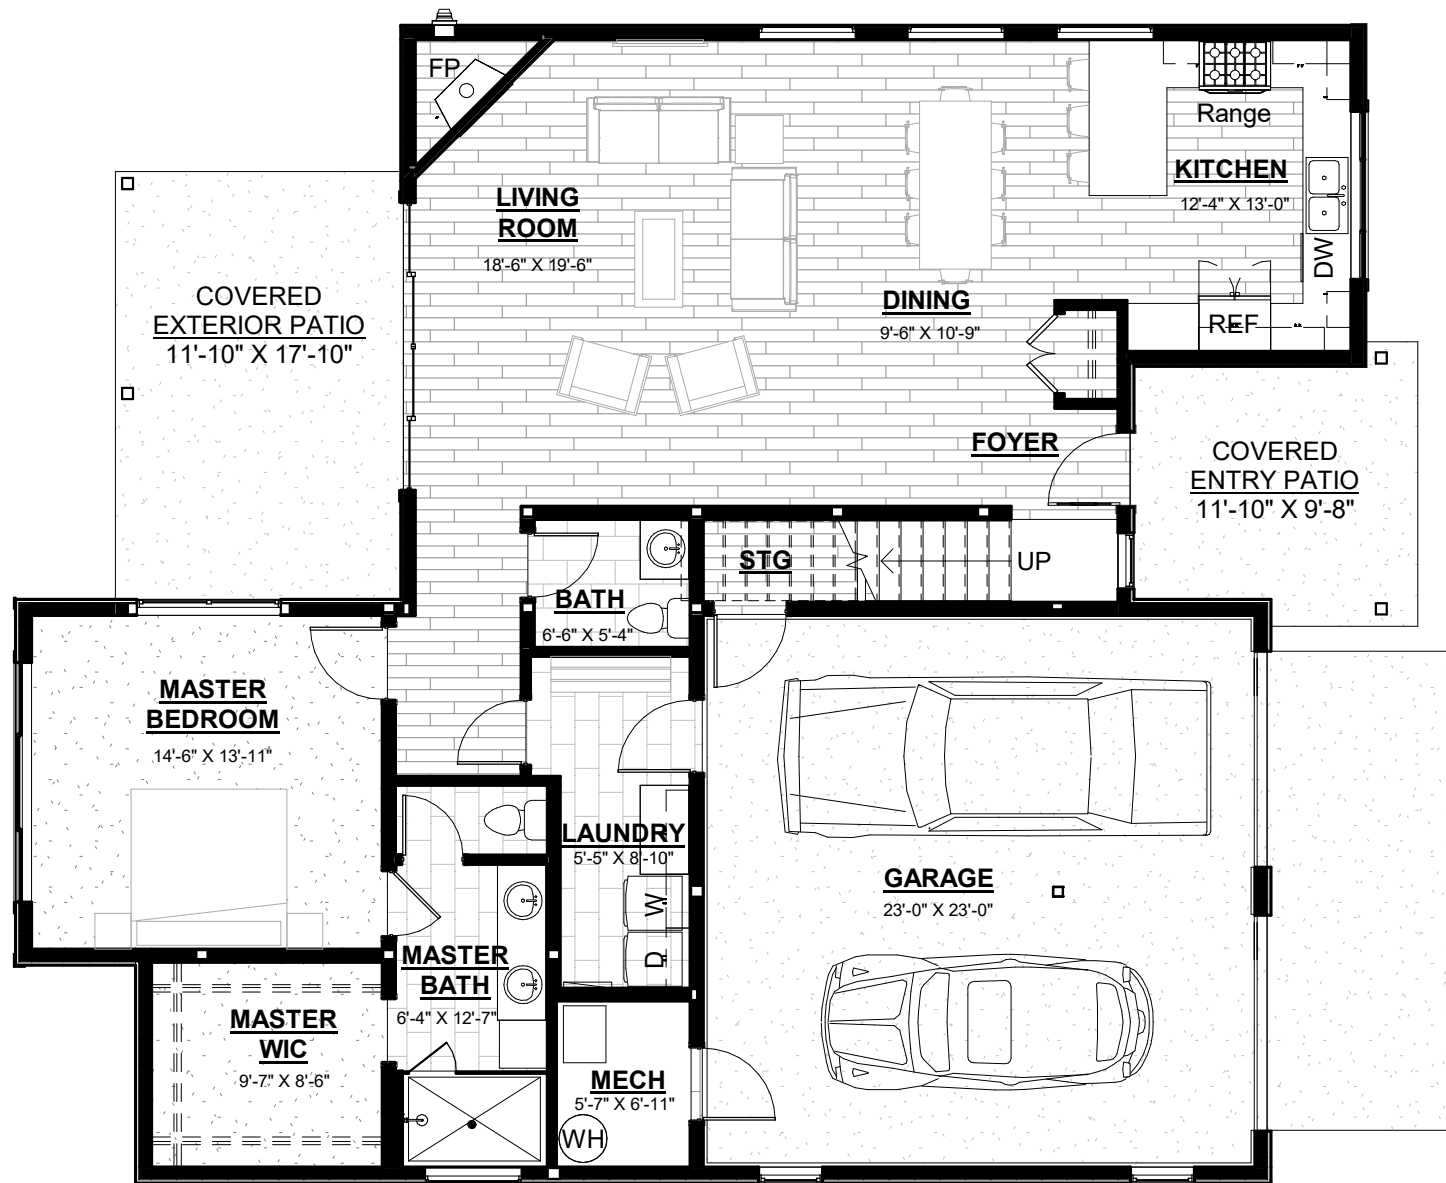 FP
Range
KITCHEN
12'-4" X 13'-0"
LIVING
ROOM
18'-6" X 19'-6"
DW
COVERED
EXTERIOR PATIO
11'-10" X 17'-10"
DINING
9'-6" X 10'-9"
REF
FOYER
COVERED
ENTRY PATIO
11'-10" X 9'-8"
STG
UP
BATH
6'-6" X 5'-4"
MASTER
BEDROOM
14'-6" X 13'-11"
LAUNDRY
5'-5" X 8'-10"
W
D
GARAGE
23'-0" X 23'-0"
MASTER
BATH
6'-4" X 12'-7"
MASTER
WIC
9'-7" X 8'-6"
MECH
5'-7" X 6'-11"
WH